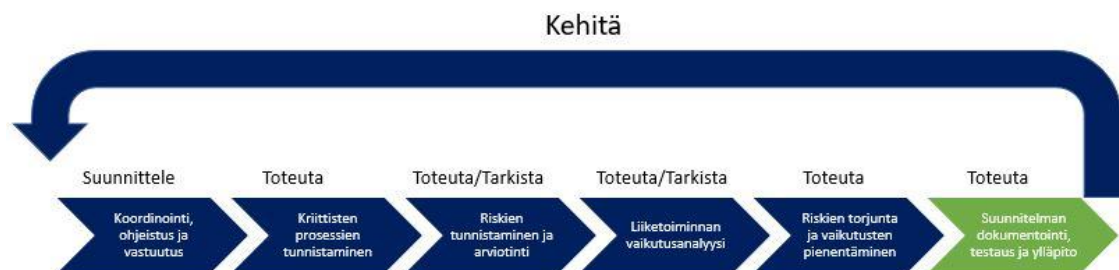 Kehitä
Suunnittele
Toteuta
Toteuta/Tarkista
Toteuta/Tarkista
Toteuta
Toteuta
Koordinointi,
ohjeistus ja
vastuutus
Kriittisten
prosessien
tunnistaminen
Riskien
tunnistaminen ja
arviotinti
Liiketoiminnan
vaikutusanalyysi
Riskien torjunta
ja vaikutusten
pienentäminen
Suunnitelman
dokumentointi,
testaus ja ylläpito